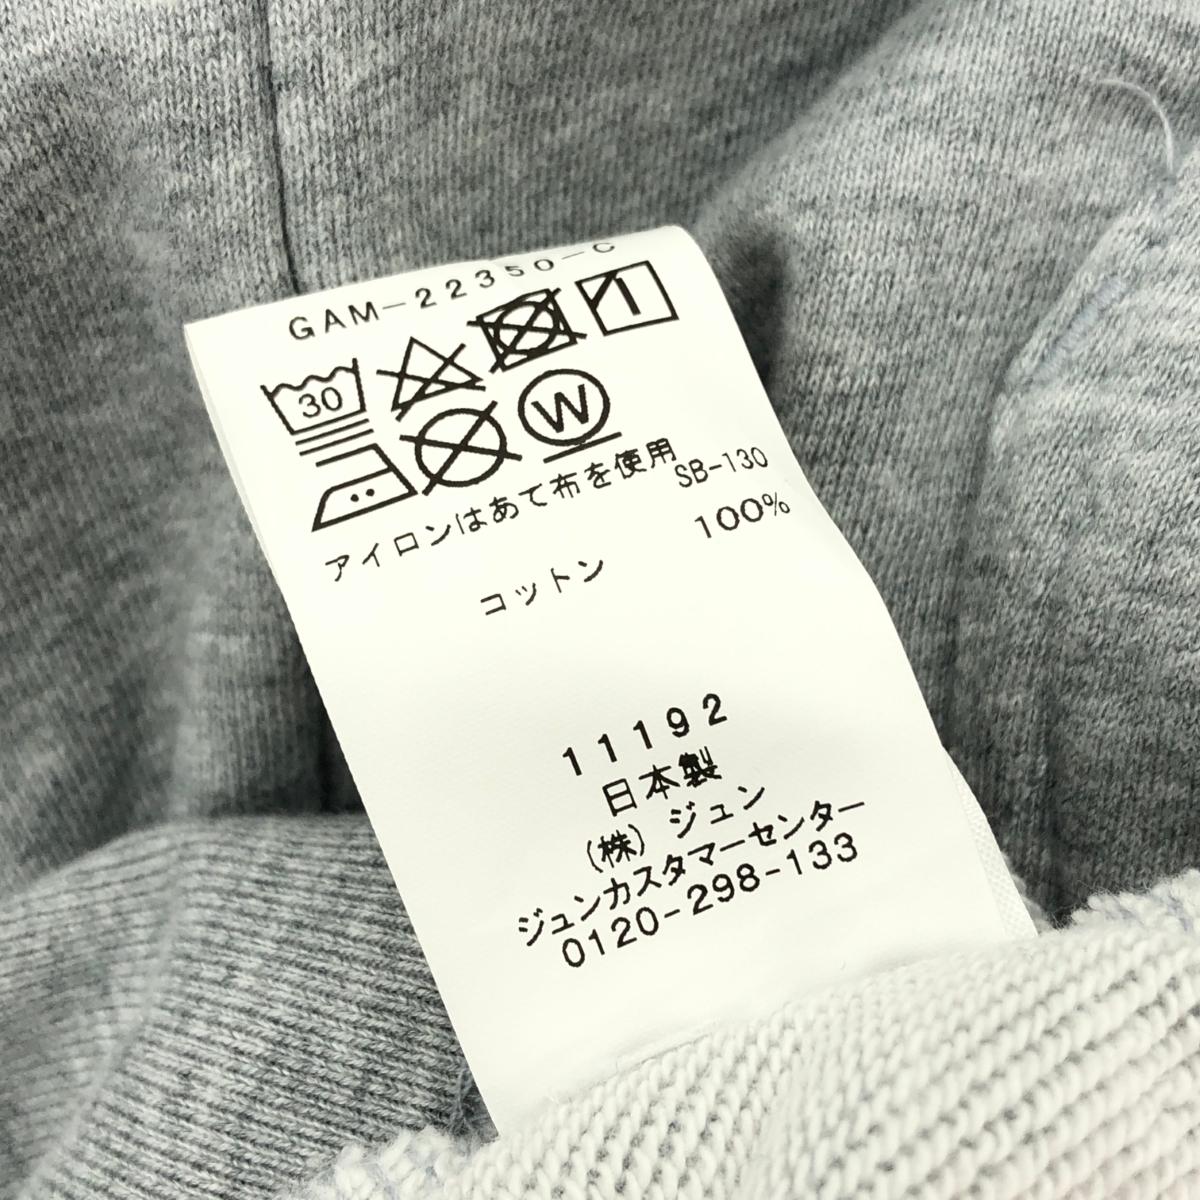 GAM-22350-C
30
W
アイロンはあて布を使用
SB-130
コットン 100%
11192
日本製
(株) ジュン
ジュンカスタマーセンター
0120-298-133